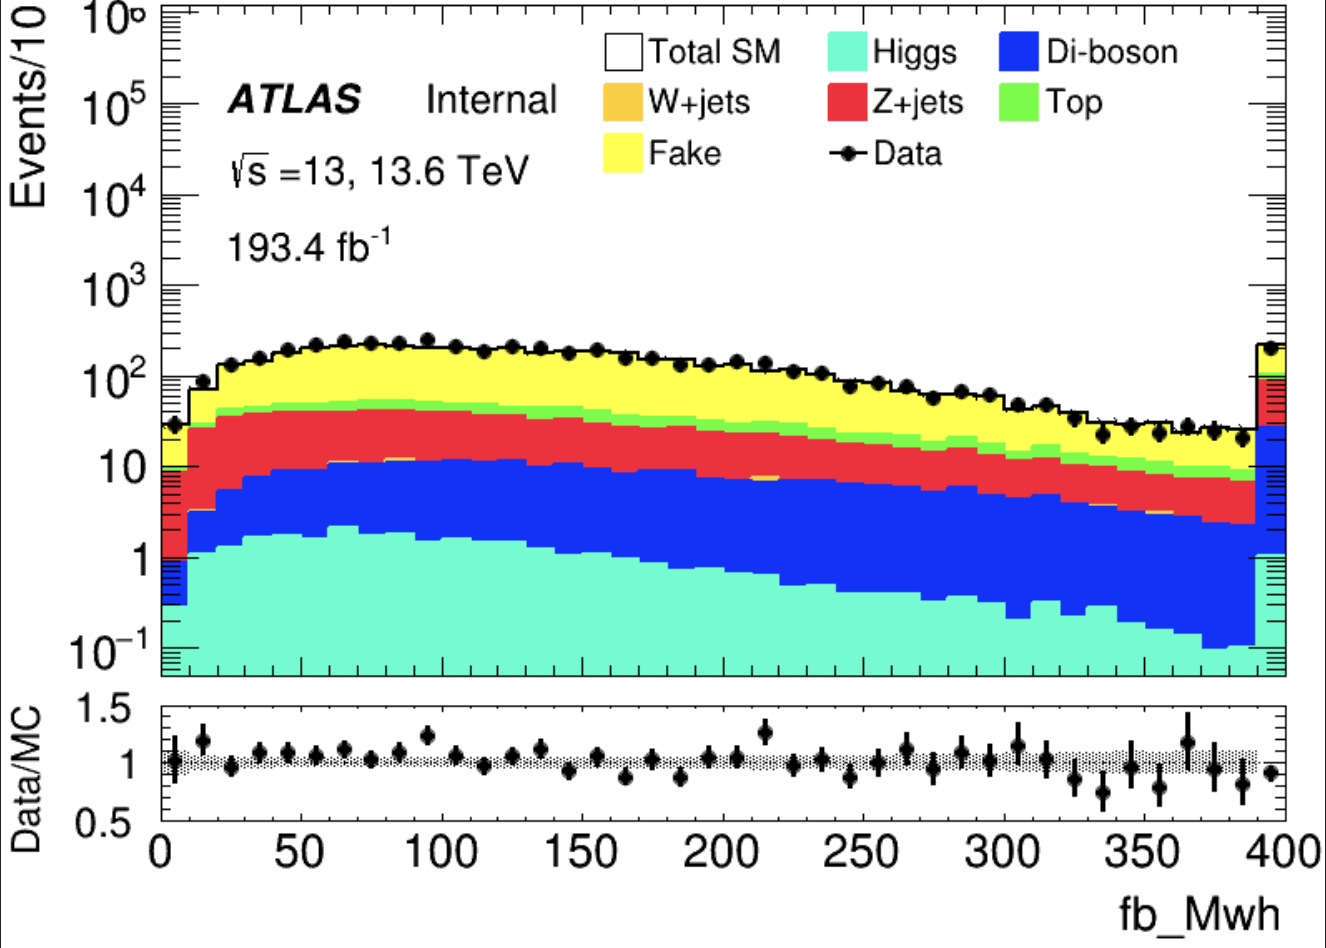 Events/10
10⁶
10⁵
10⁴
10³
10²
10
1
10⁻¹
Total SM
Higgs
Di-boson
W+jets
Z+jets
Top
Fake
Data
ATLAS Internal
√s =13, 13.6 TeV
193.4 fb⁻¹
Data/MC
1.5
1
0.5
0 50 100 150 200 250 300 350 400
fb_Mwh